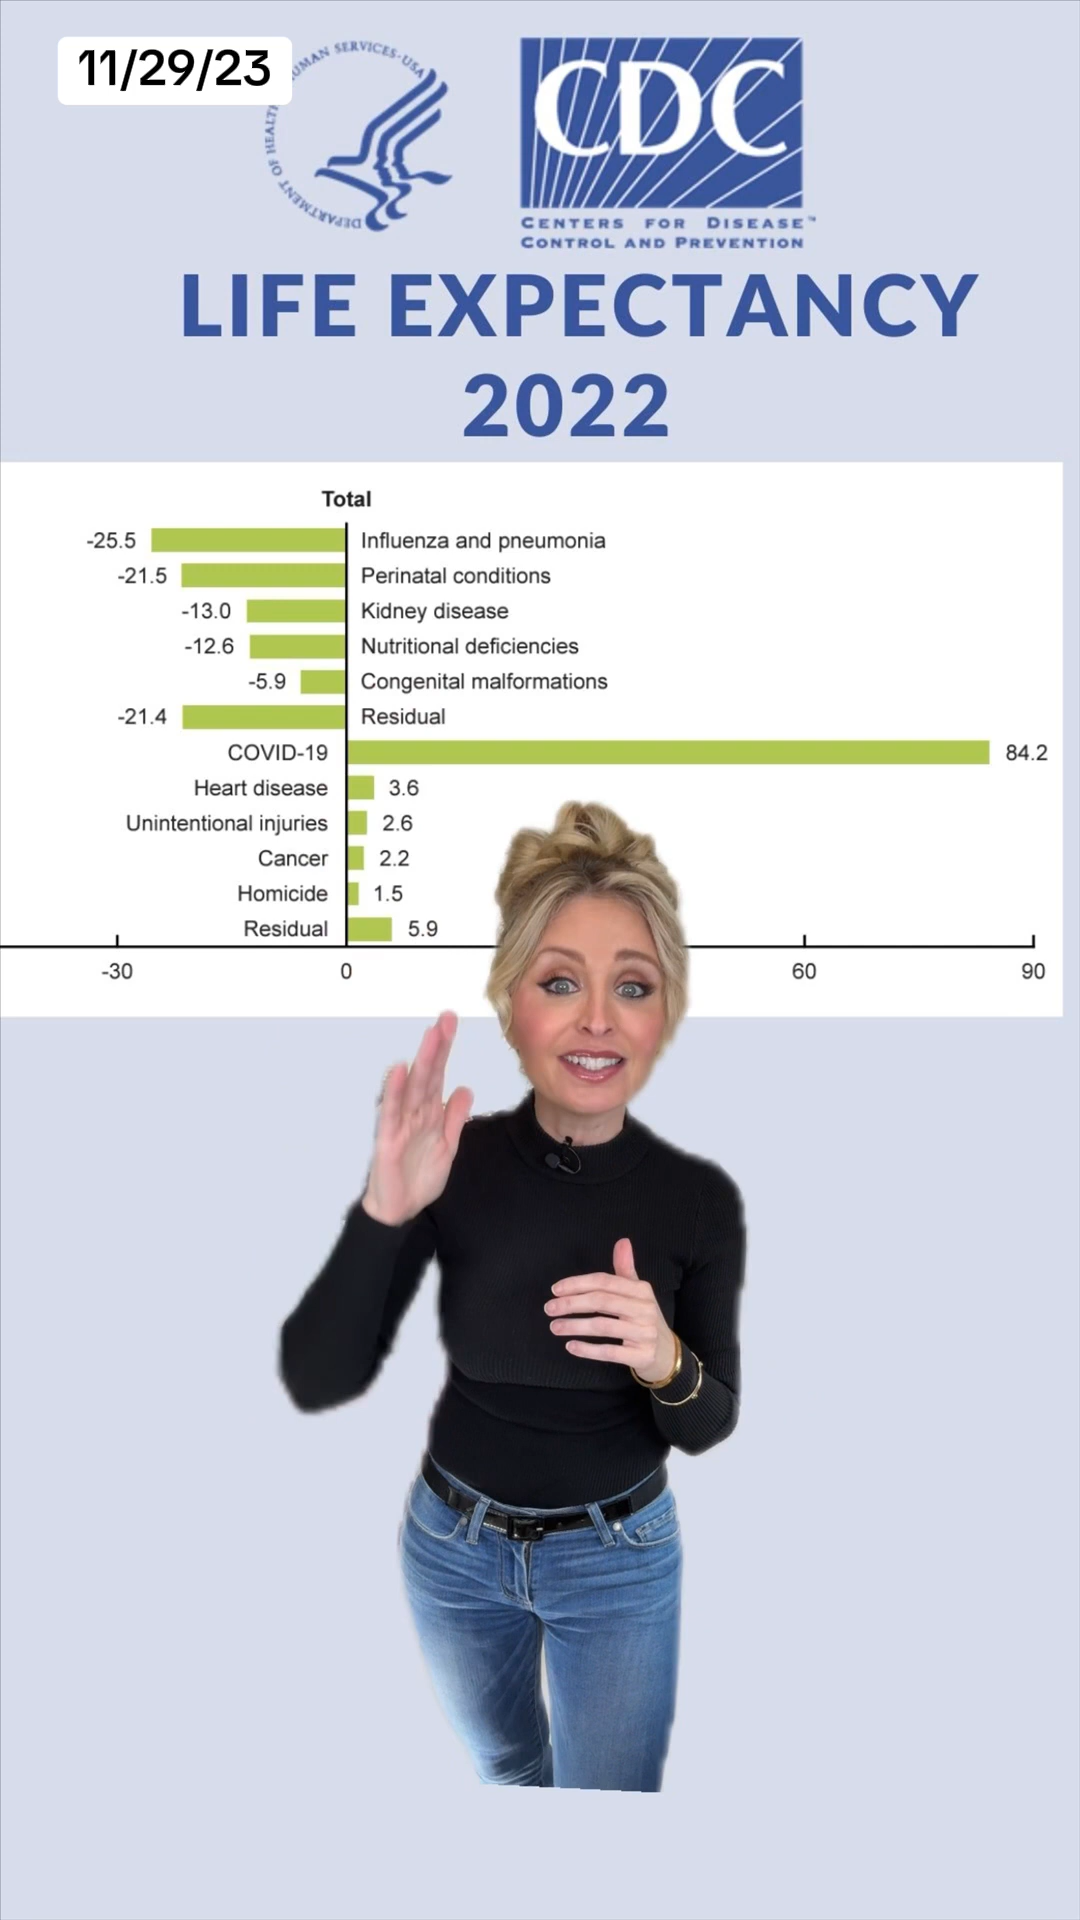 11/29/23
DEPARTMENT OF HEALTH
UMAN SERVICES-USA
CDC
CENTERS FOR DISEASE™
CONTROL AND PREVENTION
LIFE EXPECTANCY
2022
Total
-25.5 Influenza and pneumonia
-21.5 Perinatal conditions
-13.0 Kidney disease
-12.6 Nutritional deficiencies
-5.9 Congenital malformations
-21.4 Residual
COVID-19 84.2
Heart disease 3.6
Unintentional injuries 2.6
Cancer 2.2
Homicide 1.5
Residual 5.9
-30 0 60 90